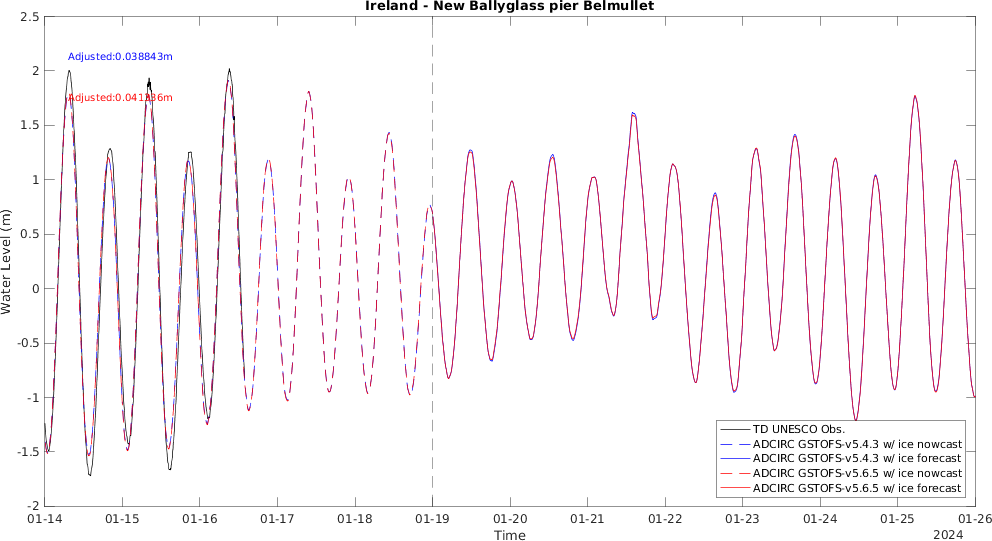 Ireland - New Ballyglass pier Belmullet
2.5
2
1.5
1
0.5
0
-0.5
-1
-1.5
-2
Water Level (m)
Adjusted:0.038843m
TD UNESCO Obs.
ADCIRC GSTOFS-v5.4.3 w/ ice nowcast
ADCIRC GSTOFS-v5.4.3 w/ ice forecast
ADCIRC GSTOFS-v5.6.5 w/ ice nowcast
ADCIRC GSTOFS-v5.6.5 w/ ice forecast
01-14 01-15 01-16 01-17 01-18 01-19 01-20 01-21 01-22 01-23 01-24 01-25 01-26
Time
2024